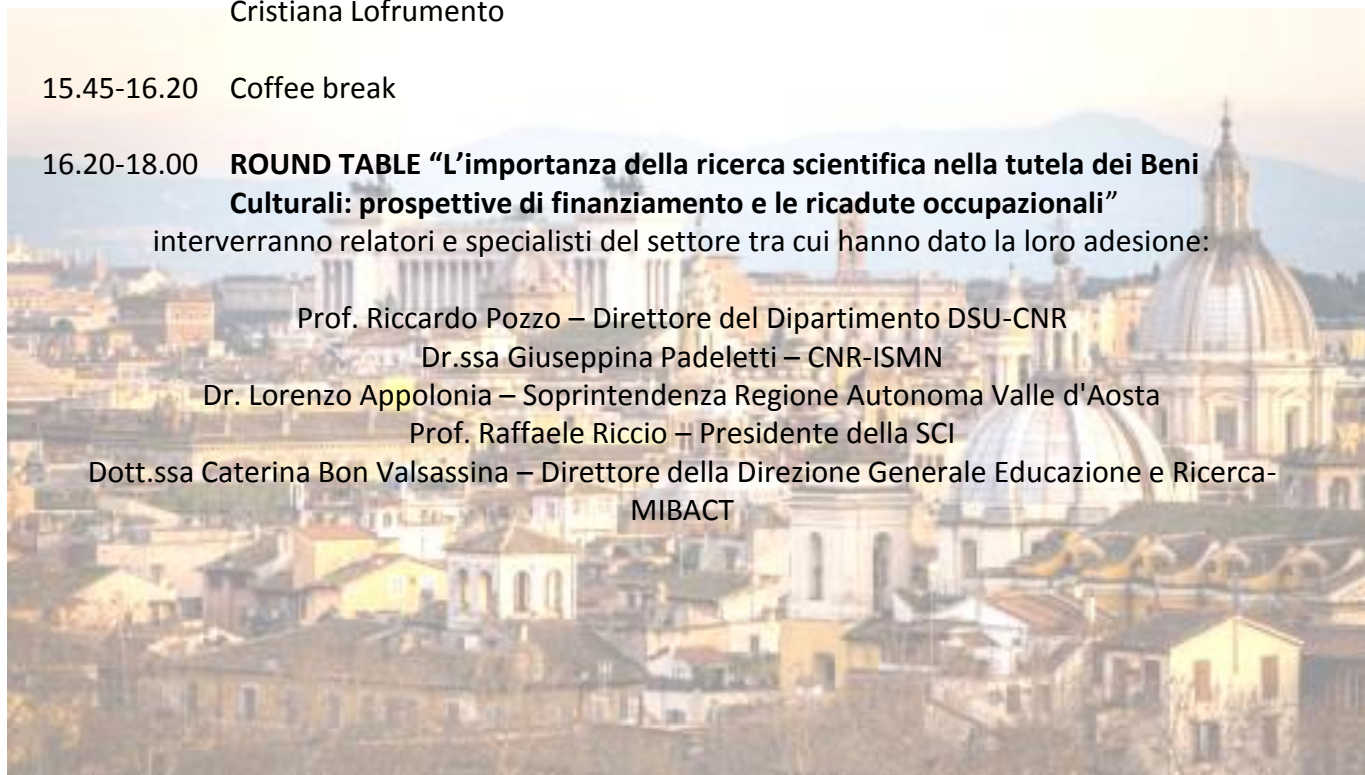 Cristiana Lofrumento
15.45-16.20 Coffee break
16.20-18.00 ROUND TABLE “L’importanza della ricerca scientifica nella tutela dei Beni
Culturali: prospettive di finanziamento e le ricadute occupazionali”
interverranno relatori e specialisti del settore tra cui hanno dato la loro adesione:
Prof. Riccardo Pozzo – Direttore del Dipartimento DSU-CNR
Dr.ssa Giuseppina Padeletti – CNR-ISMN
Dr. Lorenzo Appolonia – Soprintendenza Regione Autonoma Valle d'Aosta
Prof. Raffaele Riccio – Presidente della SCI
Dott.ssa Caterina Bon Valsassina – Direttore della Direzione Generale Educazione e Ricerca-
MIBACT